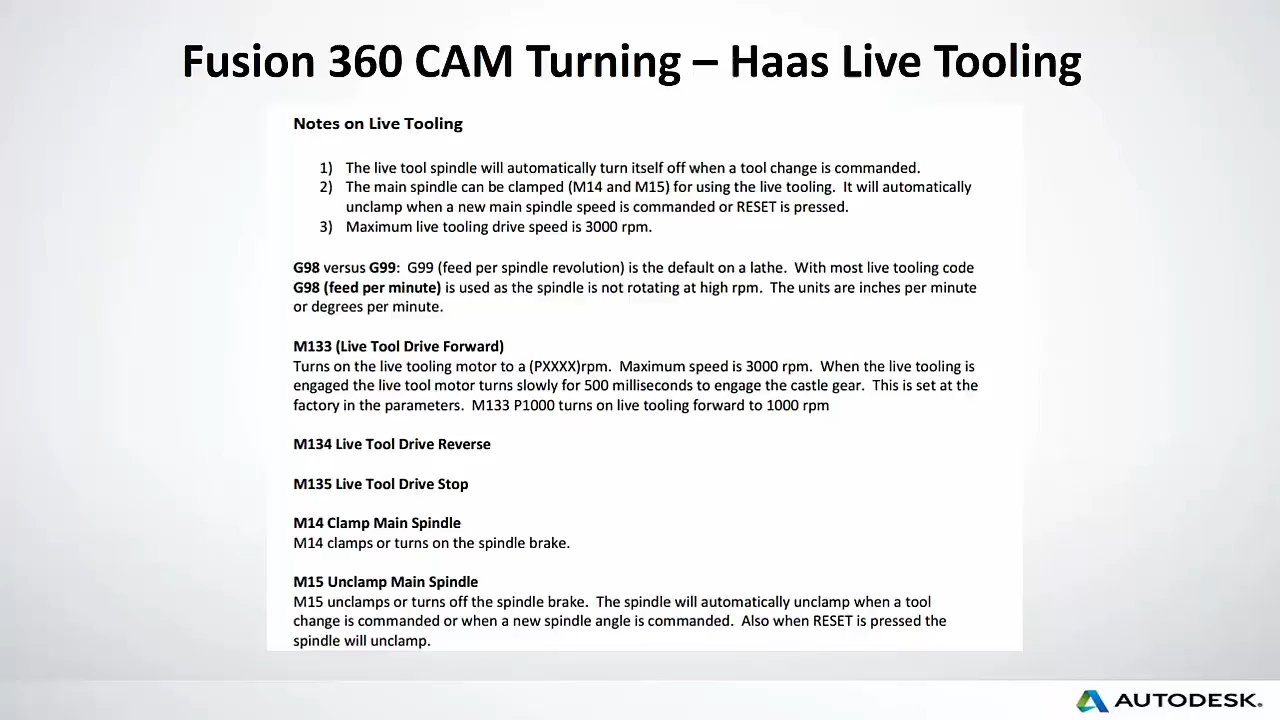 Fusion 360 CAM Turning – Haas Live Tooling
Notes on Live Tooling
1) The live tool spindle will automatically turn itself off when a tool change is commanded.
2) The main spindle can be clamped (M14 and M15) for using the live tooling. It will automatically
unclamp when a new main spindle speed is commanded or RESET is pressed.
3) Maximum live tooling drive speed is 3000 rpm.
G98 versus G99: G99 (feed per spindle revolution) is the default on a lathe. With most live tooling code
G98 (feed per minute) is used as the spindle is not rotating at high rpm. The units are inches per minute
or degrees per minute.
M133 (Live Tool Drive Forward)
Turns on the live tooling motor to a (PXXXX)rpm. Maximum speed is 3000 rpm. When the live tooling is
engaged the live tool motor turns slowly for 500 milliseconds to engage the castle gear. This is set at the
factory in the parameters. M133 P1000 turns on live tooling forward to 1000 rpm
M134 Live Tool Drive Reverse
M135 Live Tool Drive Stop
M14 Clamp Main Spindle
M14 clamps or turns on the spindle brake.
M15 Unclamp Main Spindle
M15 unclamps or turns off the spindle brake. The spindle will automatically unclamp when a tool
change is commanded or when a new spindle angle is commanded. Also when RESET is pressed the
spindle will unclamp.
AUTODESK.